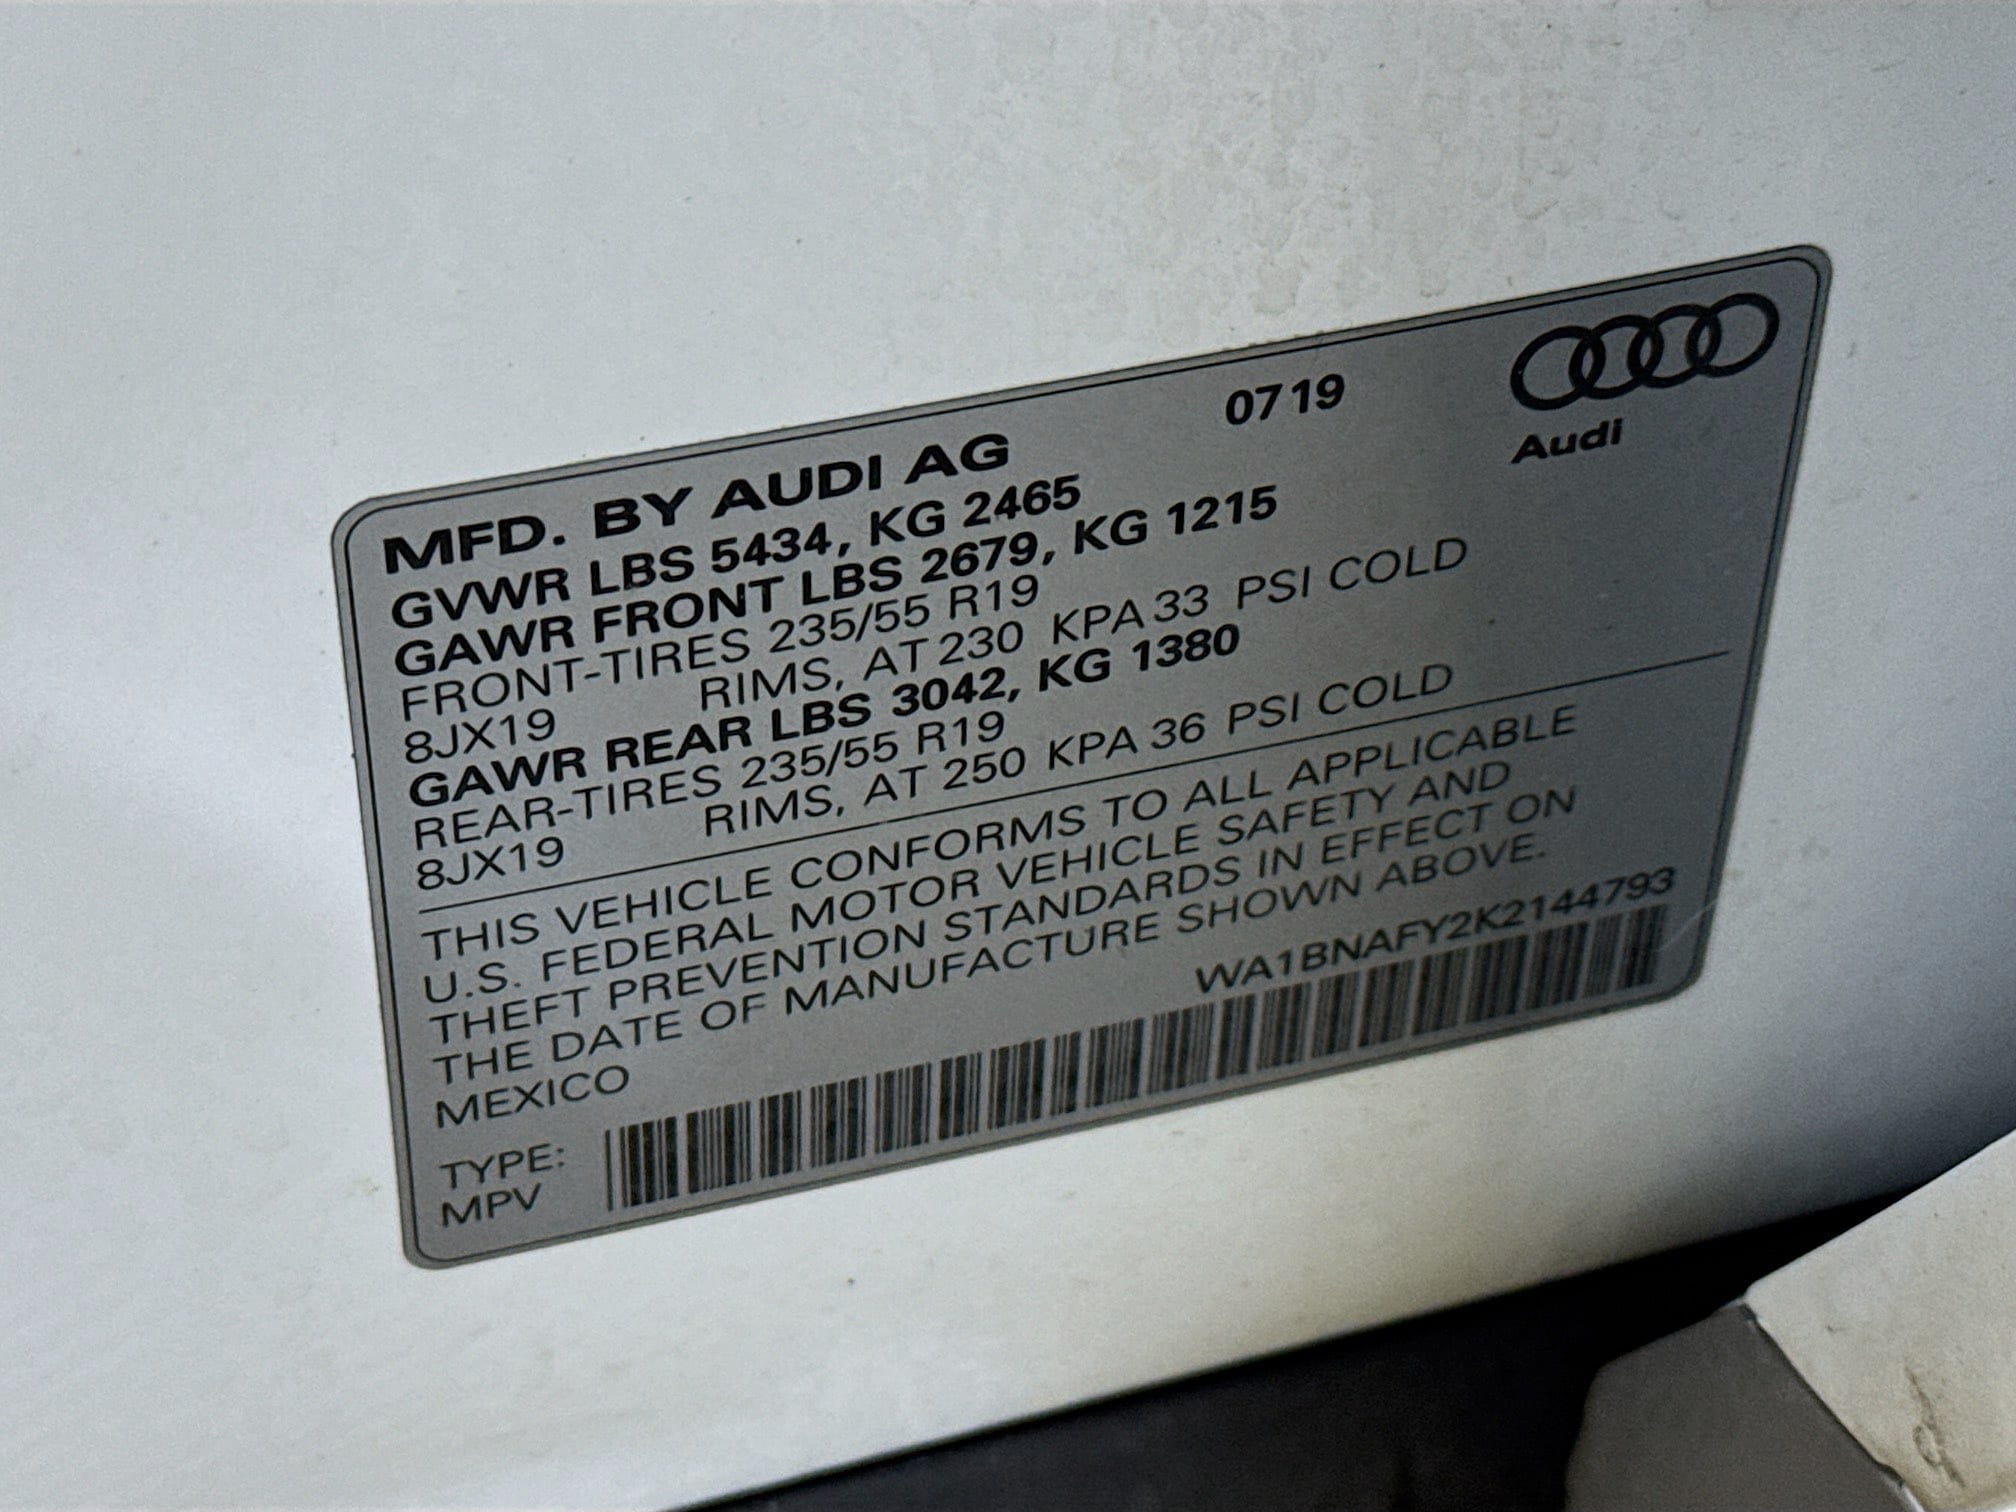 0719
Audi
MFD. BY AUDI AG
GVWR LBS 5434, KG 2465
GAWR FRONT LBS 2679, KG 1215
FRONT-TIRES 235/55 R19
8JX19 RIMS, AT 230 KPA 33 PSI COLD
GAWR REAR LBS 3042, KG 1380
REAR-TIRES 235/55 R19
8JX19 RIMS, AT 250 KPA 36 PSI COLD
THIS VEHICLE CONFORMS TO ALL APPLICABLE
U.S. FEDERAL MOTOR VEHICLE SAFETY AND
THEFT PREVENTION STANDARDS IN EFFECT ON
THE DATE OF MANUFACTURE SHOWN ABOVE.
MEXICO
WA1BNAFY2K2144793
TYPE:
MPV